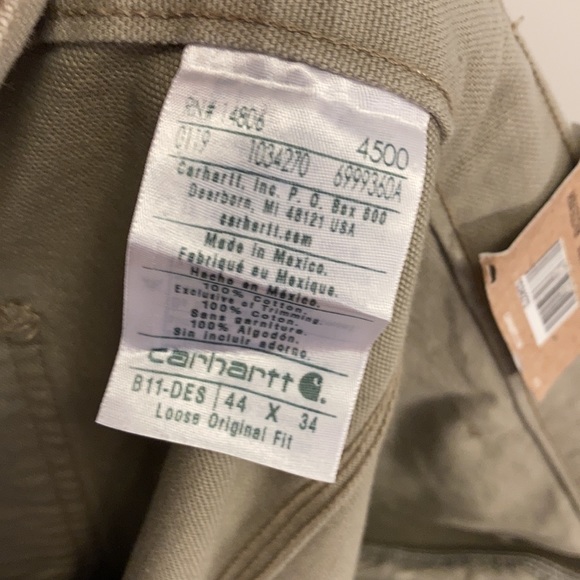 RN# 14806
4500
0119 1034270 6999360A
Carhartt, Inc. P. O. Box 600
Dearborn, MI 48121 USA
carhartt.com
Made in Mexico.
Fabriqué au Mexique.
Hecho en México.
100% Cotton.
Exclusive of Trimming.
100% Coton.
Sans garniture.
100% Algodón.
Sin incluir adorno.
carhartt
B11-DES 44 X 34
Loose Original Fit